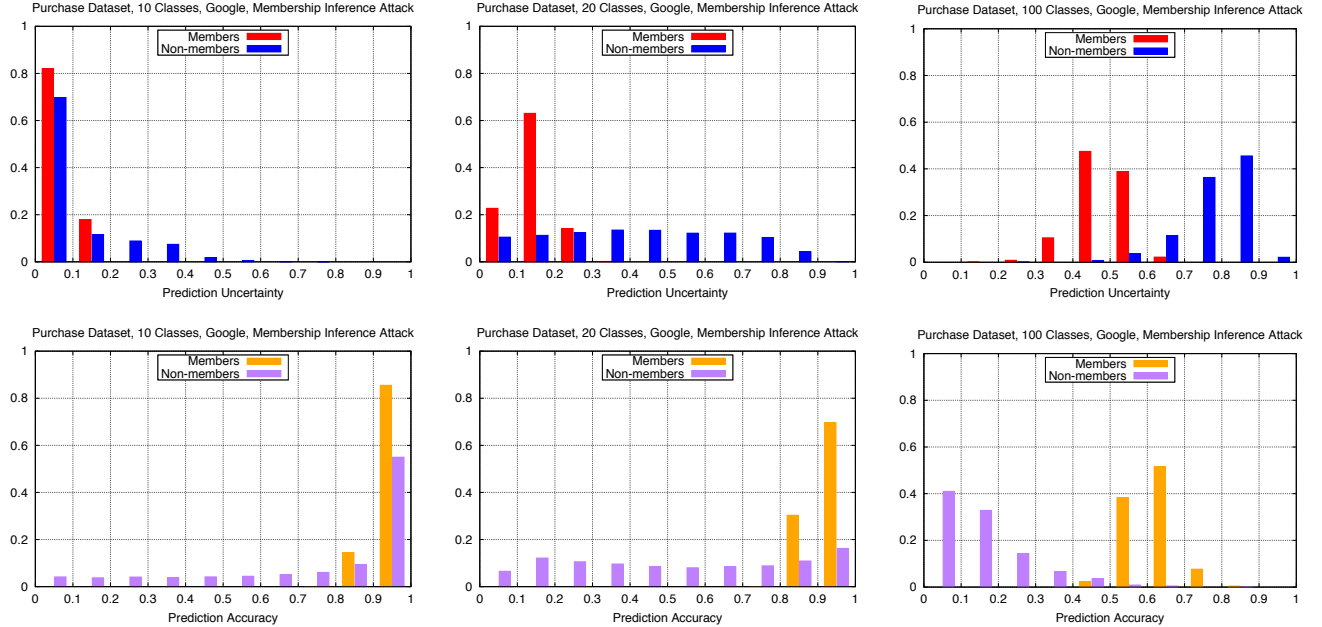 Purchase Dataset, 10 Classes, Google, Membership Inference Attack
Members
Non-members
1
0.8
0.6
0.4
0.2
0
0 0.1 0.2 0.3 0.4 0.5 0.6 0.7 0.8 0.9 1
Prediction Uncertainty
Purchase Dataset, 20 Classes, Google, Membership Inference Attack
Members
Non-members
1
0.8
0.6
0.4
0.2
0
0 0.1 0.2 0.3 0.4 0.5 0.6 0.7 0.8 0.9 1
Prediction Uncertainty
Purchase Dataset, 100 Classes, Google, Membership Inference Attack
Members
Non-members
1
0.8
0.6
0.4
0.2
0
0 0.1 0.2 0.3 0.4 0.5 0.6 0.7 0.8 0.9 1
Prediction Uncertainty
Purchase Dataset, 10 Classes, Google, Membership Inference Attack
Members
Non-members
1
0.8
0.6
0.4
0.2
0
0 0.1 0.2 0.3 0.4 0.5 0.6 0.7 0.8 0.9 1
Prediction Accuracy
Purchase Dataset, 20 Classes, Google, Membership Inference Attack
Members
Non-members
1
0.8
0.6
0.4
0.2
0
0 0.1 0.2 0.3 0.4 0.5 0.6 0.7 0.8 0.9 1
Prediction Accuracy
Purchase Dataset, 100 Classes, Google, Membership Inference Attack
Members
Non-members
1
0.8
0.6
0.4
0.2
0
0 0.1 0.2 0.3 0.4 0.5 0.6 0.7 0.8 0.9 1
Prediction Accuracy